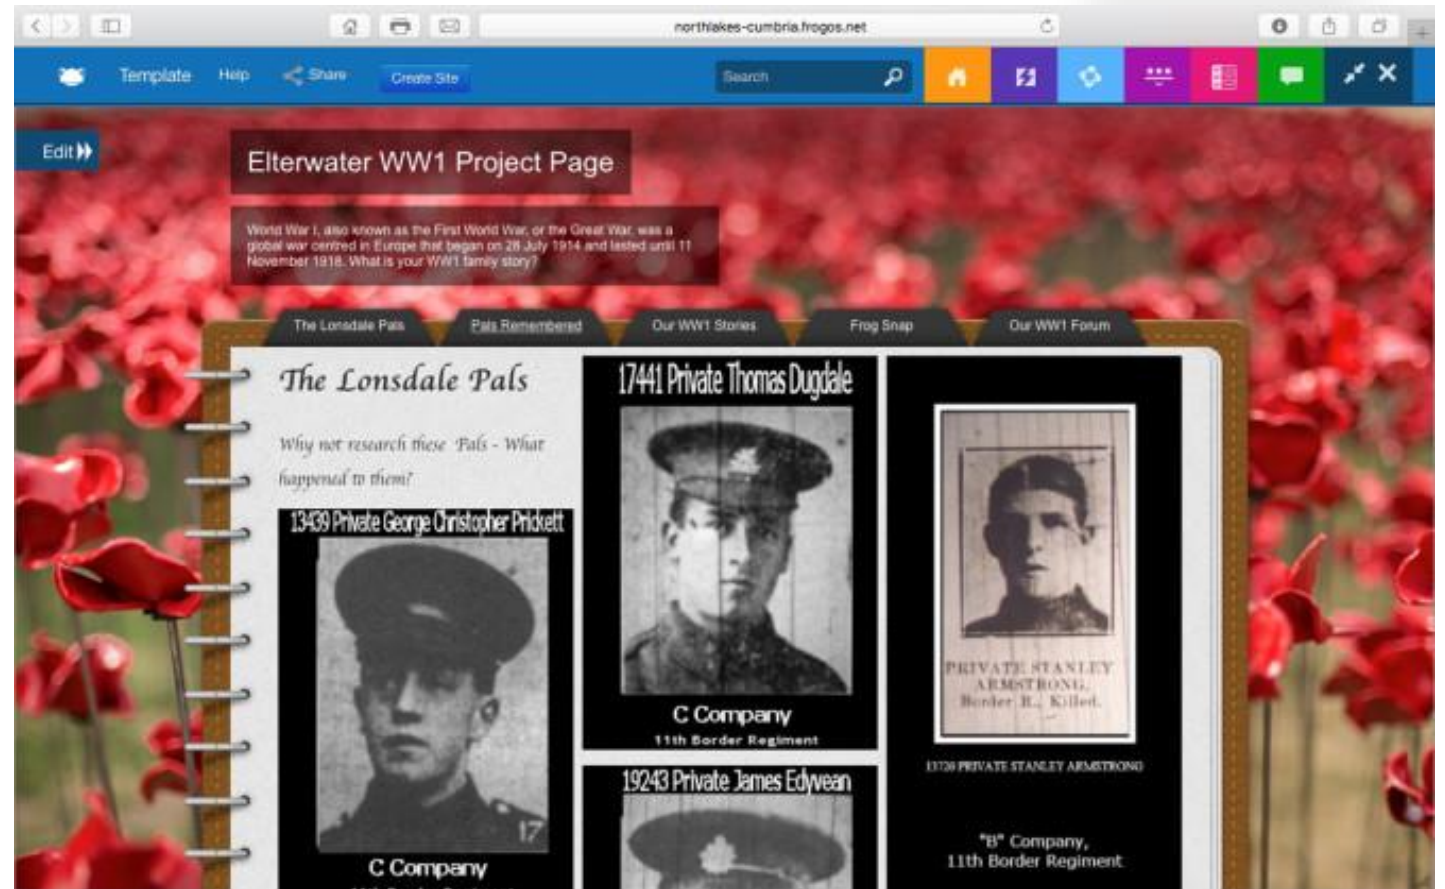 northlakes-cumbria.frogos.net
Template Help Share Create Site Search
Edit
Elterwater WW1 Project Page
World War I, also known as the First World War, or the Great War, was a
global war centred in Europe that began on 28 July 1914 and lasted until 11
November 1918. What is your WW1 family story?
The Lonsdale Pals Pals Remembered Our WW1 Stories Frog Snap Our WW1 Forum
The Lonsdale Pals
Why not research these Pals - What
happened to them?
13439 Private George Christopher Prickett
17
C Company
17441 Private Thomas Dugdale
C Company
11th Border Regiment
19243 Private James Edyvean
PRIVATE STANLEY
ARMSTRONG,
Border R., Killed.
PRIVATE STANLEY ARMSTRONG
"B" Company,
11th Border Regiment